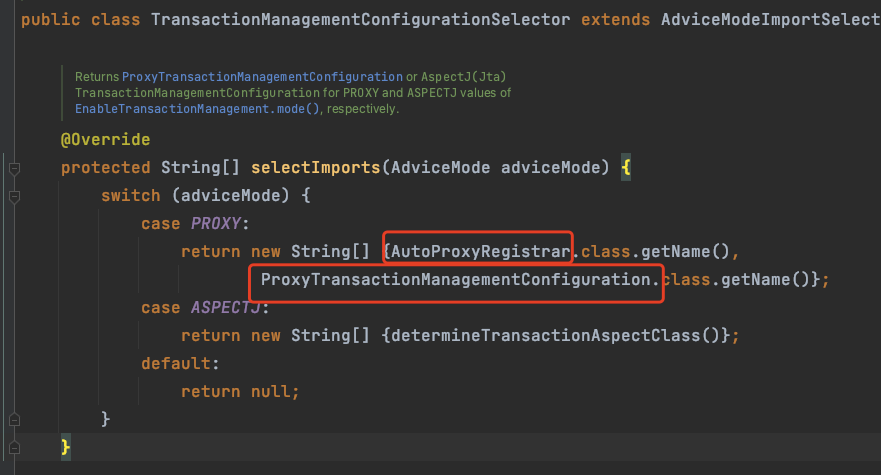 public class TransactionManagementConfigurationSelector extends AdviceModeImportSelect
Returns ProxyTransactionManagementConfiguration or AspectJ(Jta)
TransactionManagementConfiguration for PROXY and ASPECTJ values of
EnableTransactionManagement.mode(), respectively.
@Override
protected String[] selectImports(AdviceMode adviceMode) {
switch (adviceMode) {
case PROXY:
return new String[] {AutoProxyRegistrar.class.getName(),
ProxyTransactionManagementConfiguration.class.getName()};
case ASPECTJ:
return new String[] {determineTransactionAspectClass()};
default:
return null;
}
}